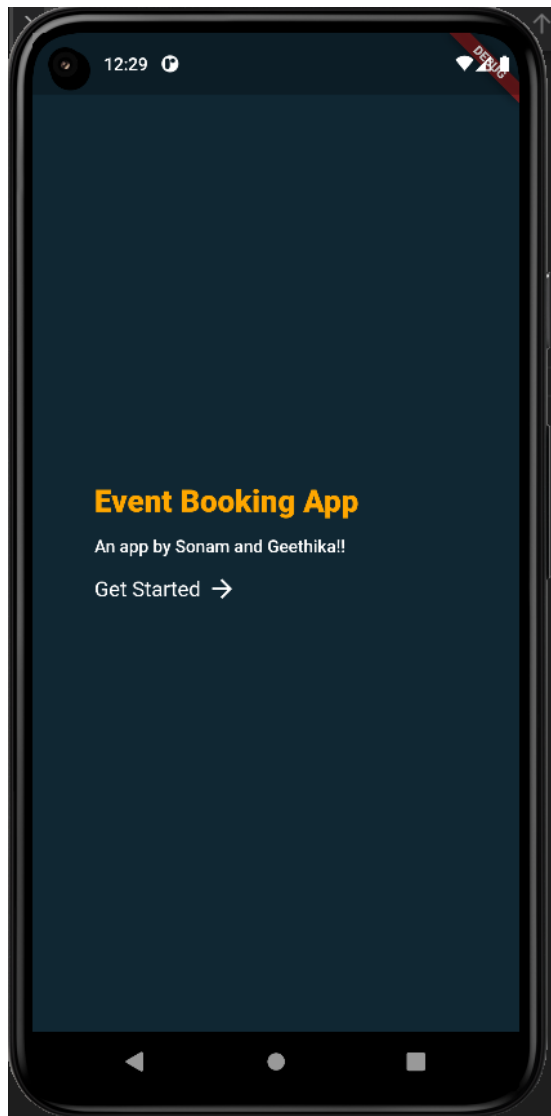 12:29
DEBUG
Event Booking App
An app by Sonam and Geethika!!
Get Started